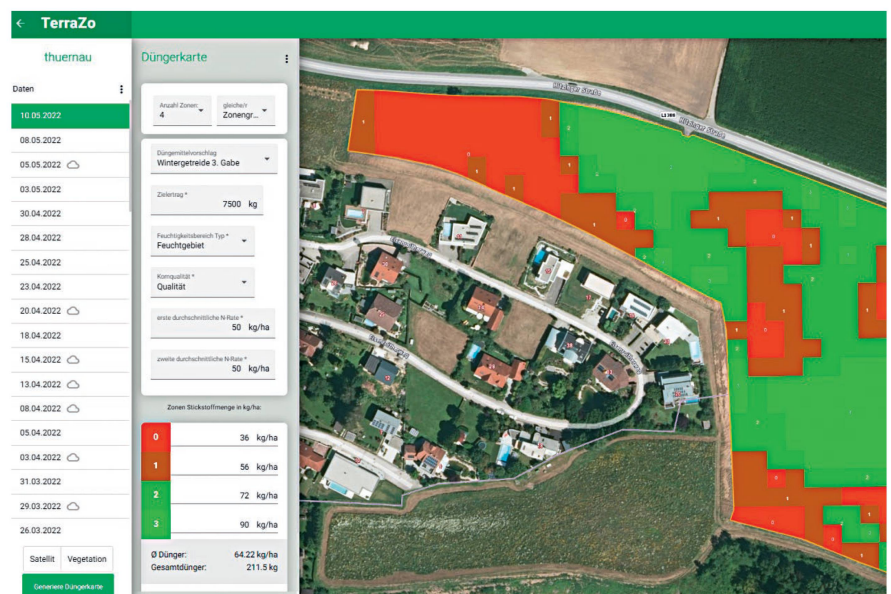 ← TerraZo
thuernau
Daten
10.05.2022
08.05.2022
05.05.2022
03.05.2022
30.04.2022
28.04.2022
25.04.2022
23.04.2022
20.04.2022
18.04.2022
15.04.2022
13.04.2022
08.04.2022
05.04.2022
03.04.2022
31.03.2022
29.03.2022
26.03.2022
Satellit Vegetation
Generiere Düngerkarte
Düngerkarte
Anzahl Zonen:
4
gleiche/r
Zonengr...
Düngemittelvorschlag
Wintergetreide 3. Gabe
Zielertrag *
7500 kg
Feuchtigkeitsbereich Typ *
Feuchtgebiet
Kornqualität *
Qualität
erste durchschnittliche N-Rate *
50 kg/ha
zweite durchschnittliche N-Rate *
50 kg/ha
Zonen Stickstoffmenge in kg/ha:
0 36 kg/ha
1 56 kg/ha
2 72 kg/ha
3 90 kg/ha
Ø Dünger: 64.22 kg/ha
Gesamtdünger: 211.5 kg